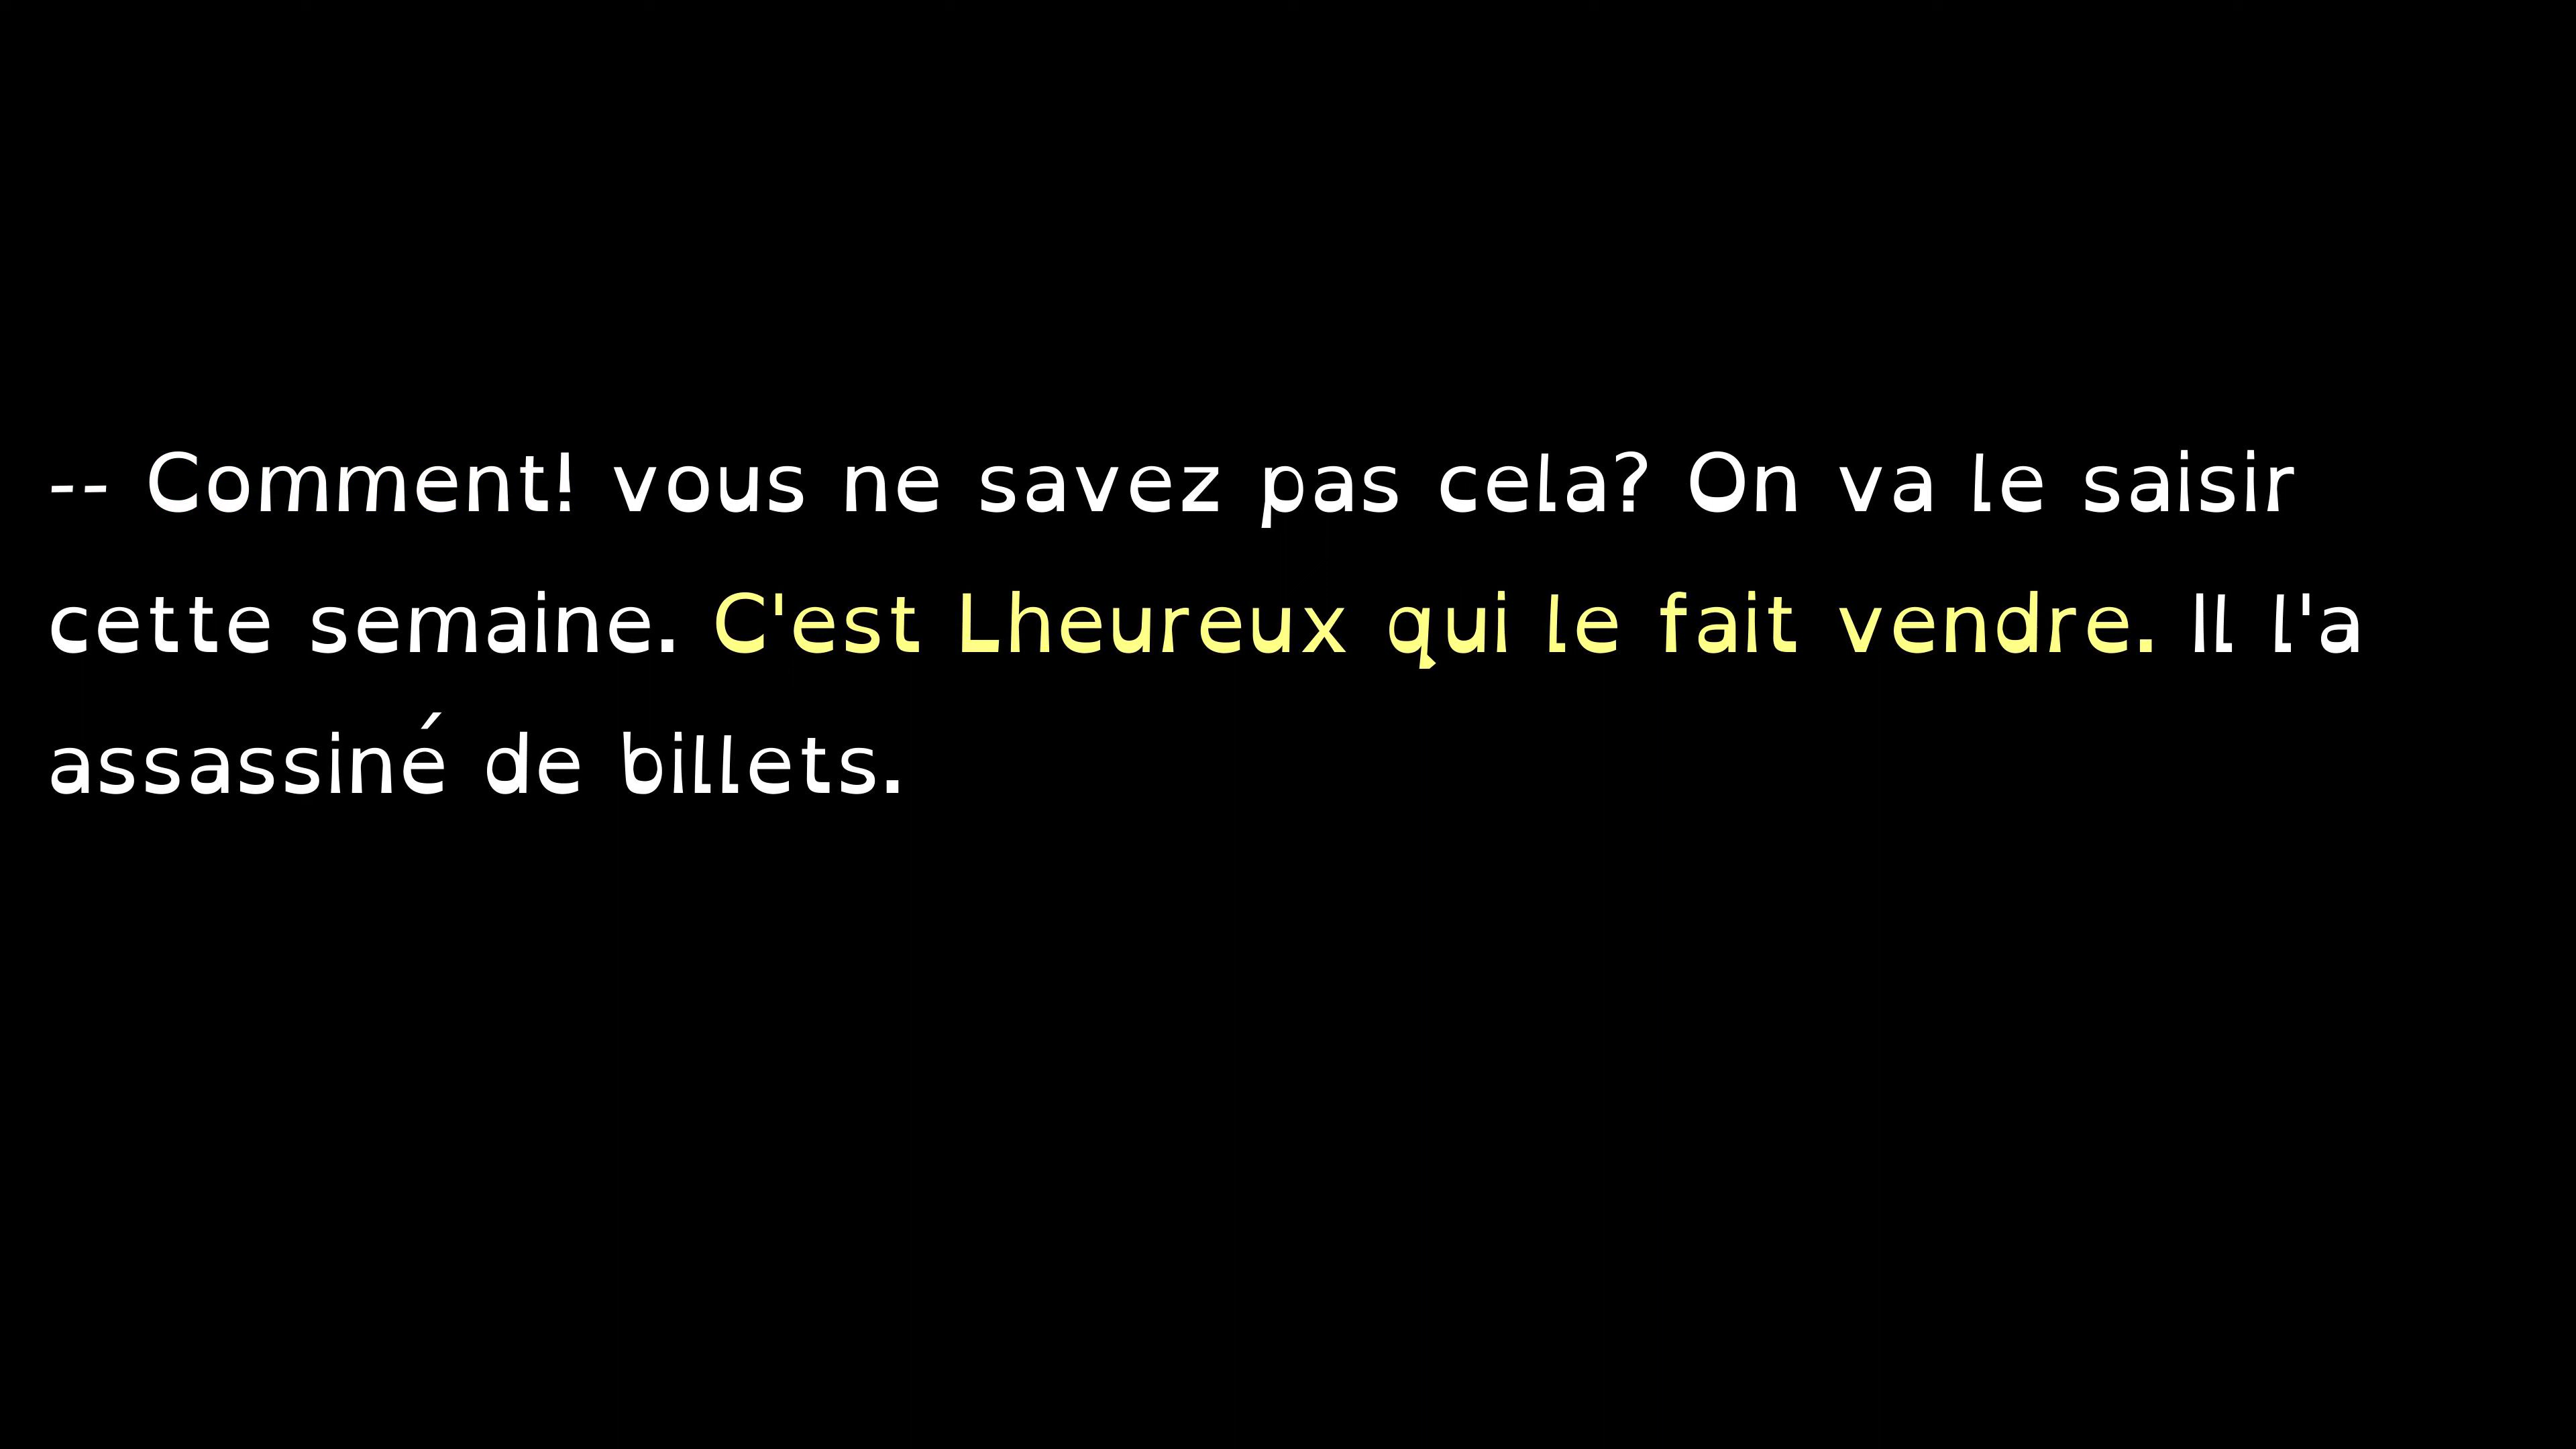 -- Comment! vous ne savez pas cela? On va le saisir
cette semaine. C'est Lheureux qui le fait vendre. Il l'a
assassiné de billets.